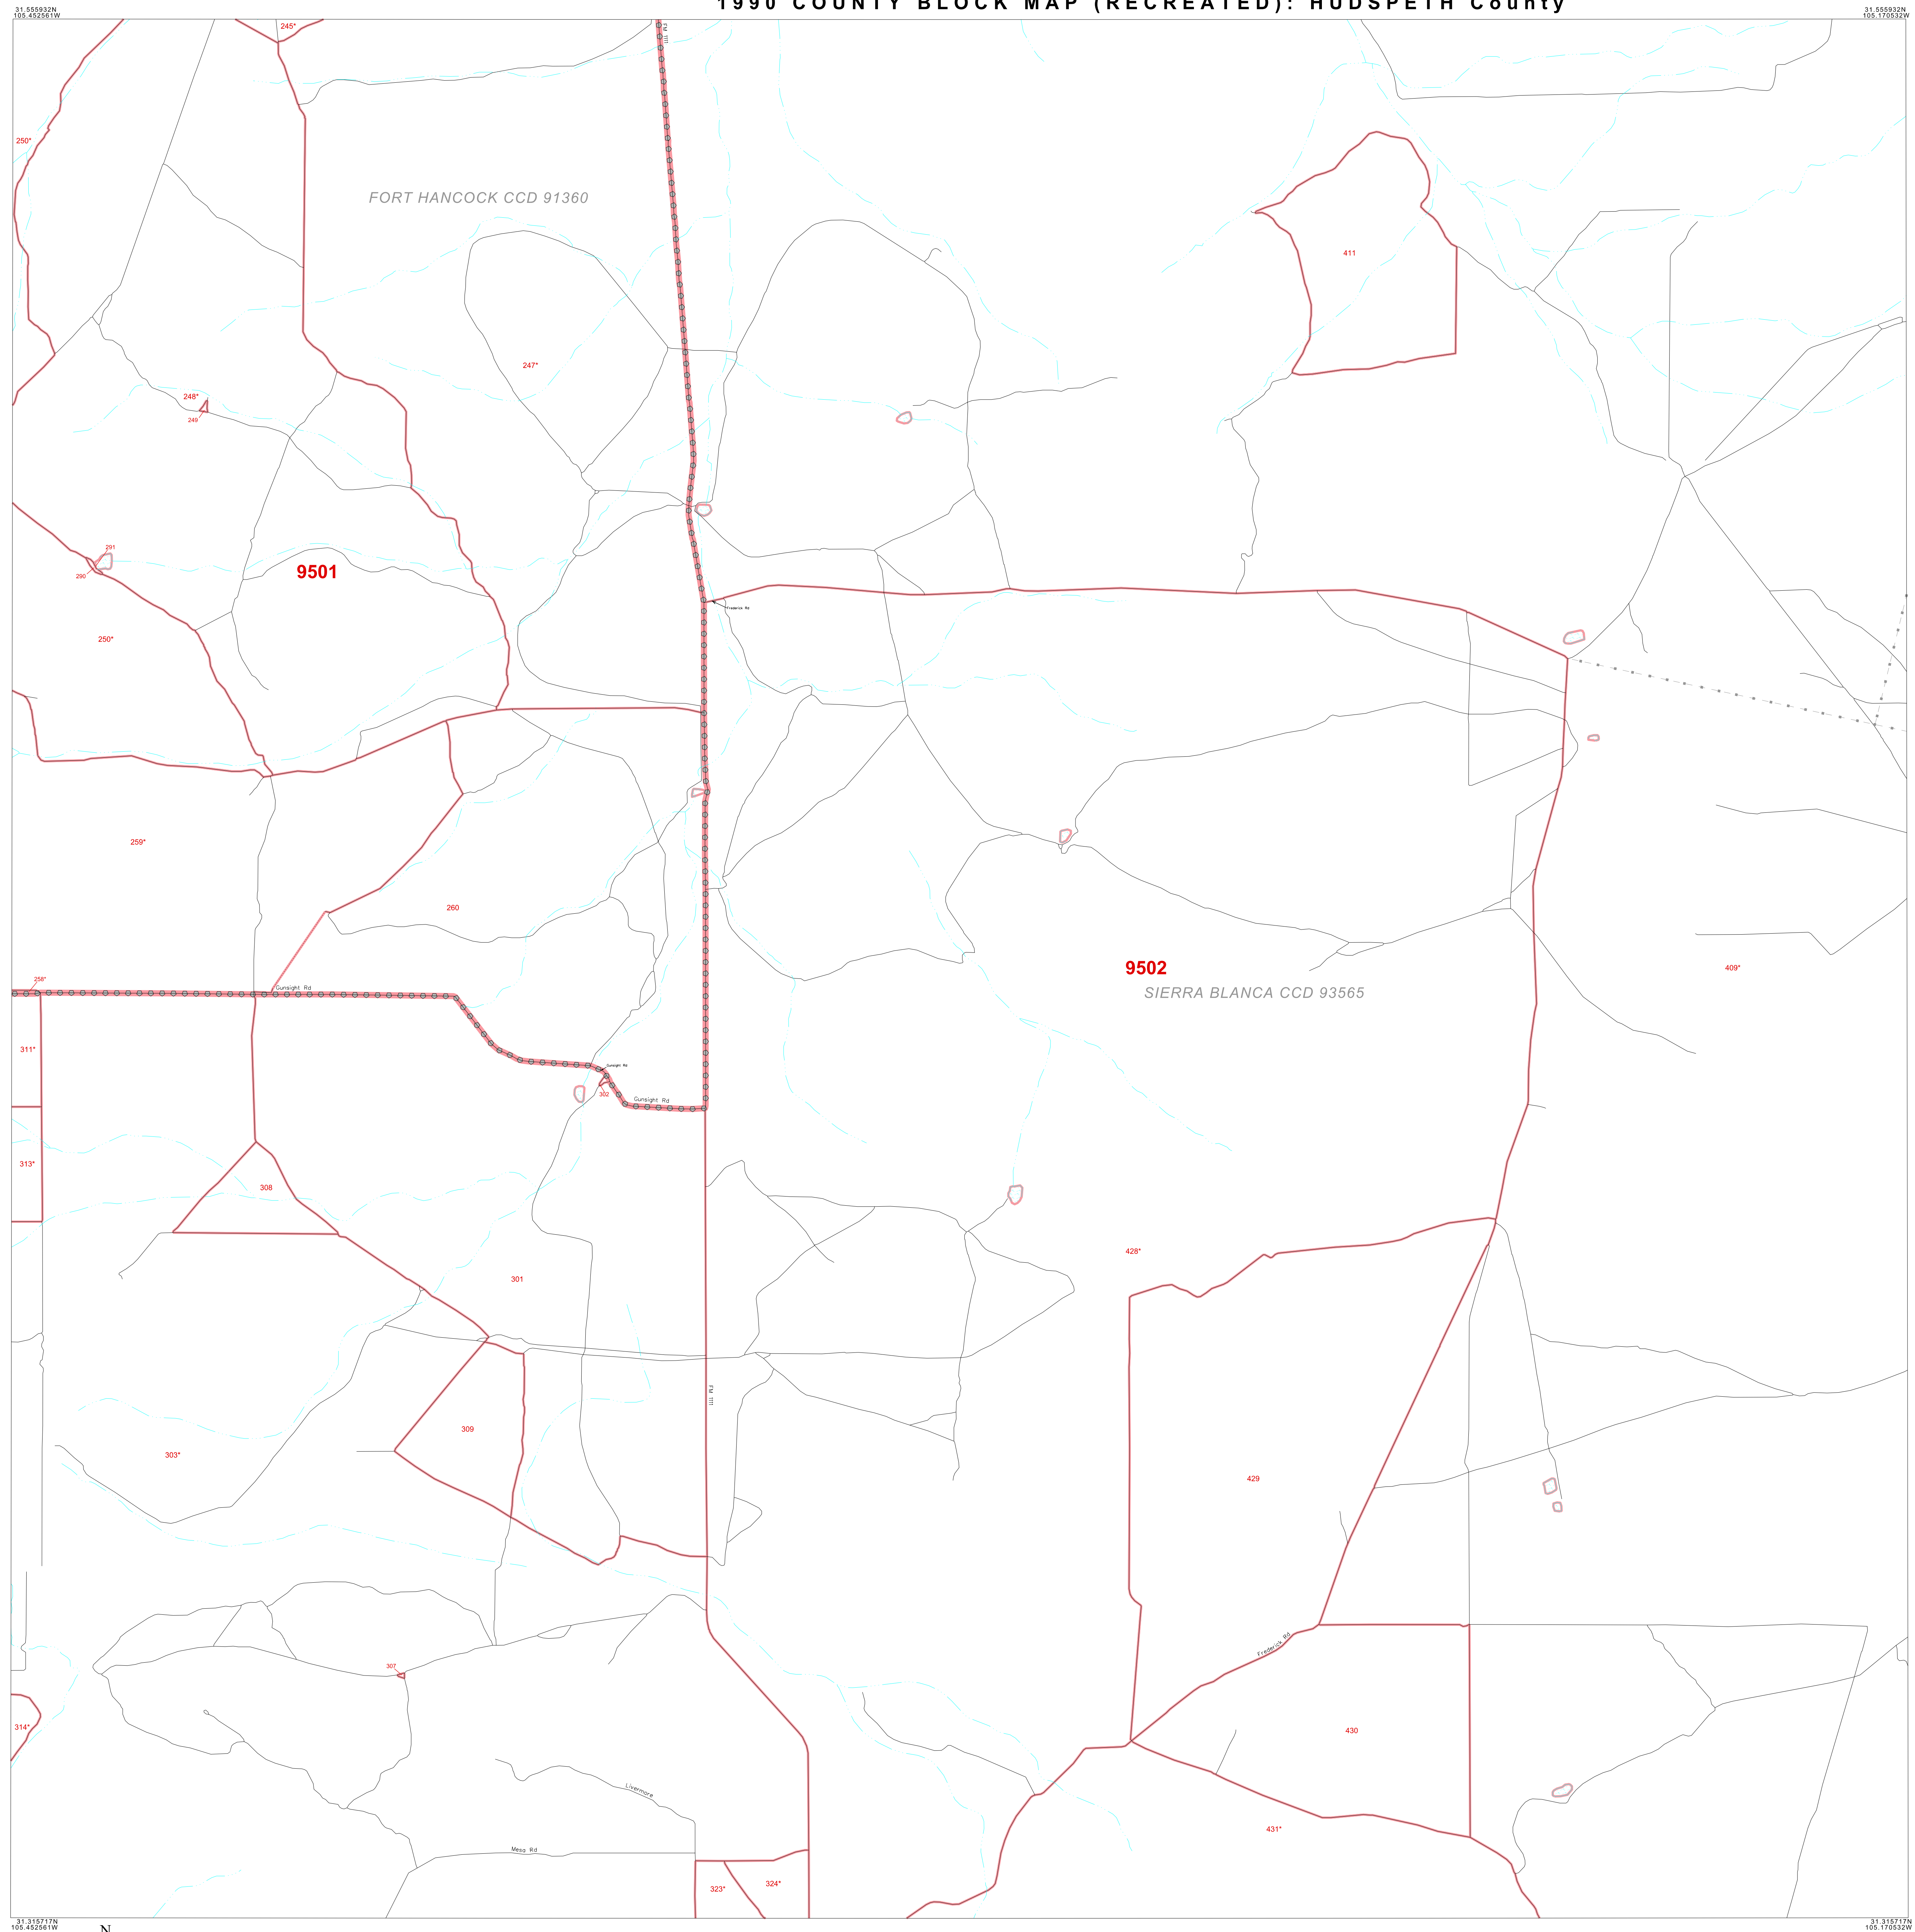 1990 COUNTY BLOCK MAP (RECREATED): HUDSPETH County
31.555932N
105.452561W
31.555932N
105.170532W
245*
FM 1111
250*
FORT HANCOCK CCD 91360
411
247*
248*
249
291
290
9501
Frederick Rd
250*
259*
260
9502
SIERRA BLANCA CCD 93565
409*
258*
Gunsight Rd
311*
Gunsight Rd
302
Gunsight Rd
313*
308
428*
301
FM 1111
309
303*
429
Frederick Rd
307
314*
430
Livermore
431*
Mesa Rd
323*
324*
31.315717N
105.452561W
N
31.315717N
105.170532W